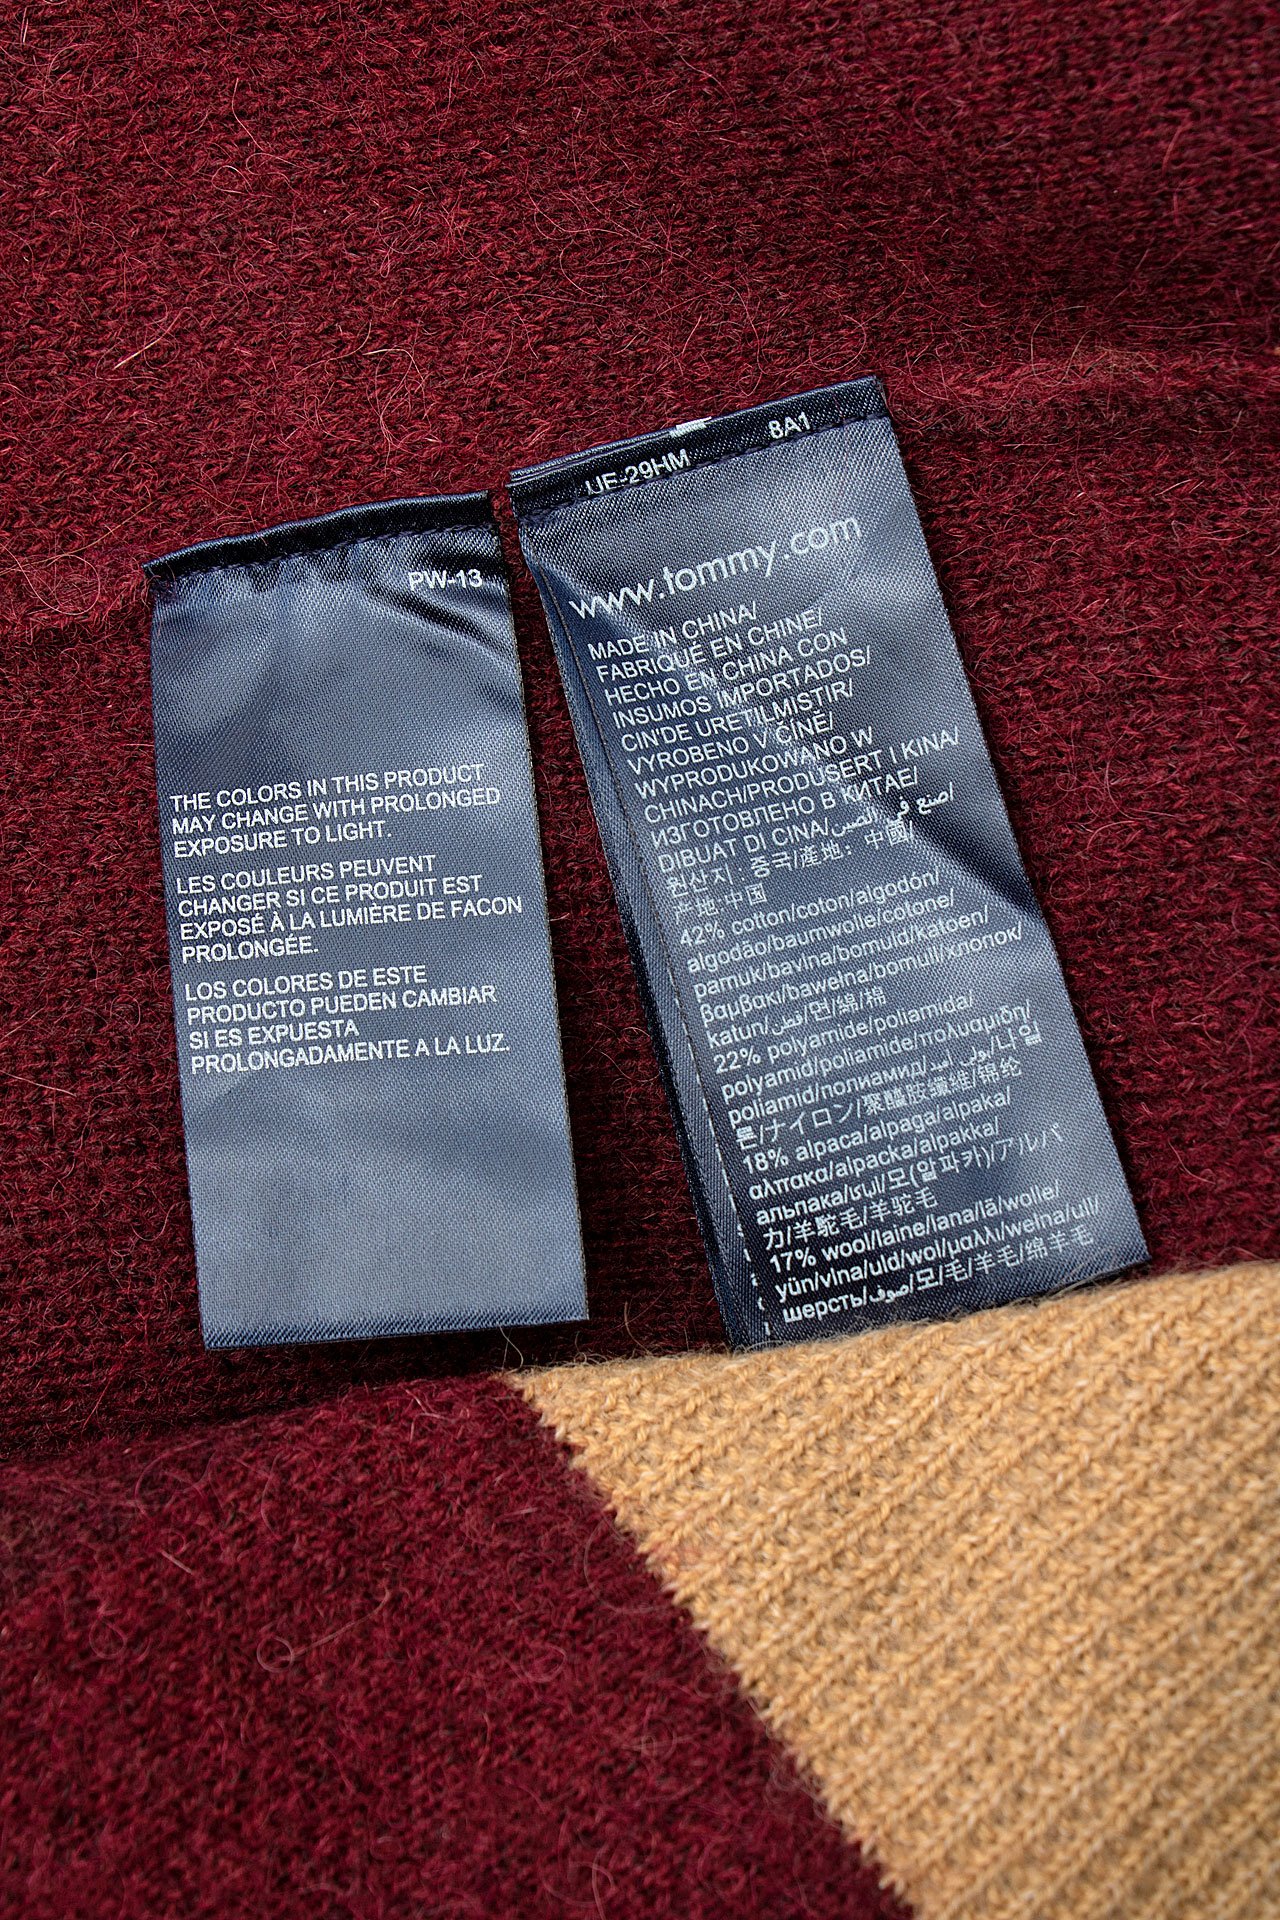 PW-13
THE COLORS IN THIS PRODUCT
MAY CHANGE WITH PROLONGED
EXPOSURE TO LIGHT.
LES COULEURS PEUVENT
CHANGER SI CE PRODUIT EST
EXPOSÉ À LA LUMIÈRE DE FACON
PROLONGÉE.
LOS COLORES DE ESTE
PRODUCTO PUEDEN CAMBIAR
SI ES EXPUESTA
PROLONGADAMENTE A LA LUZ.
8A1
UF-29HM
www.tommy.com
MADE IN CHINA/
FABRIQUÉ EN CHINE/
HECHO EN CHINA CON
INSUMOS IMPORTADOS/
CIN'DE URETILMISTIR/
VYROBENO V CÍNĚ/
WYPRODUKOWANO W
CHINACH/PRODUSERT I KINA/
ИЗГОТОВЛЕНО В КИТАЕ/
DIBUAT DI CINA/صنع في الصين/
원산지 : 중국/產地: 中國/
产地:中国
42% cotton/coton/algodón/
algodão/baumwolle/cotone/
pamuk/bavlna/bomuld/katoen/
βαμβακι/bawełna/bomull/хлопок/
katun/قطن/면/綿/棉
22% polyamide/poliamida/
polyamid/poliamide/πολυαμιδη/
poliamid/полиамид/بولي أميد/나일
론/ナイロン/聚醯胺纖維/锦纶
18% alpaca/alpaga/alpaka/
αλπακα/alpacka/alpakka/
альпака/ألبكا/모(알파카)/アルパ
カ/羊駝毛/羊驼毛
17% wool/laine/lana/lã/wolle/
yün/vlna/uld/wol/μαλλι/wełna/ull/
шерсть/صوف/모/毛/羊毛/绵羊毛